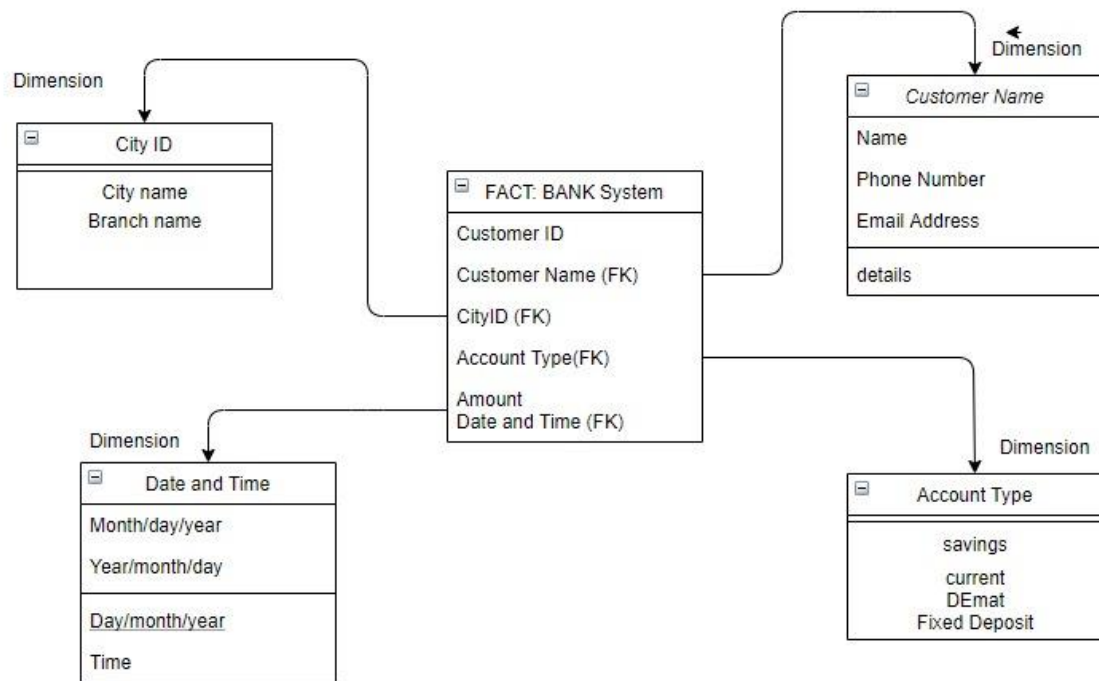 Dimension
City ID
City name
Branch name
Dimension
Customer Name
Name
Phone Number
Email Address
details
FACT: BANK System
Customer ID
Customer Name (FK)
CityID (FK)
Account Type(FK)
Amount
Date and Time (FK)
Dimension
Date and Time
Month/day/year
Year/month/day
Day/month/year
Time
Dimension
Account Type
savings
current
DEmat
Fixed Deposit